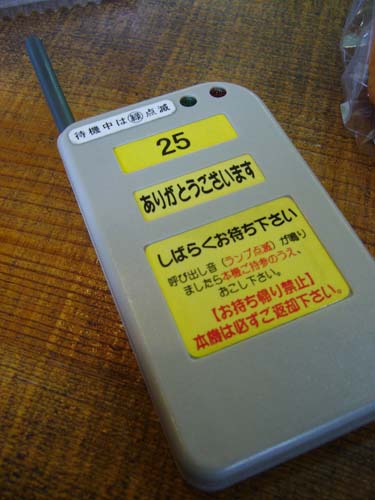 待機中は㊊点滅
25
ありがとうございます
しばらくお待ち下さい
呼び出し音(ランプ点滅)が鳴り
ましたら本機ご持参のうえ、
おこし下さい。
【お持ち帰り禁止】
本機は必ずご返却下さい。